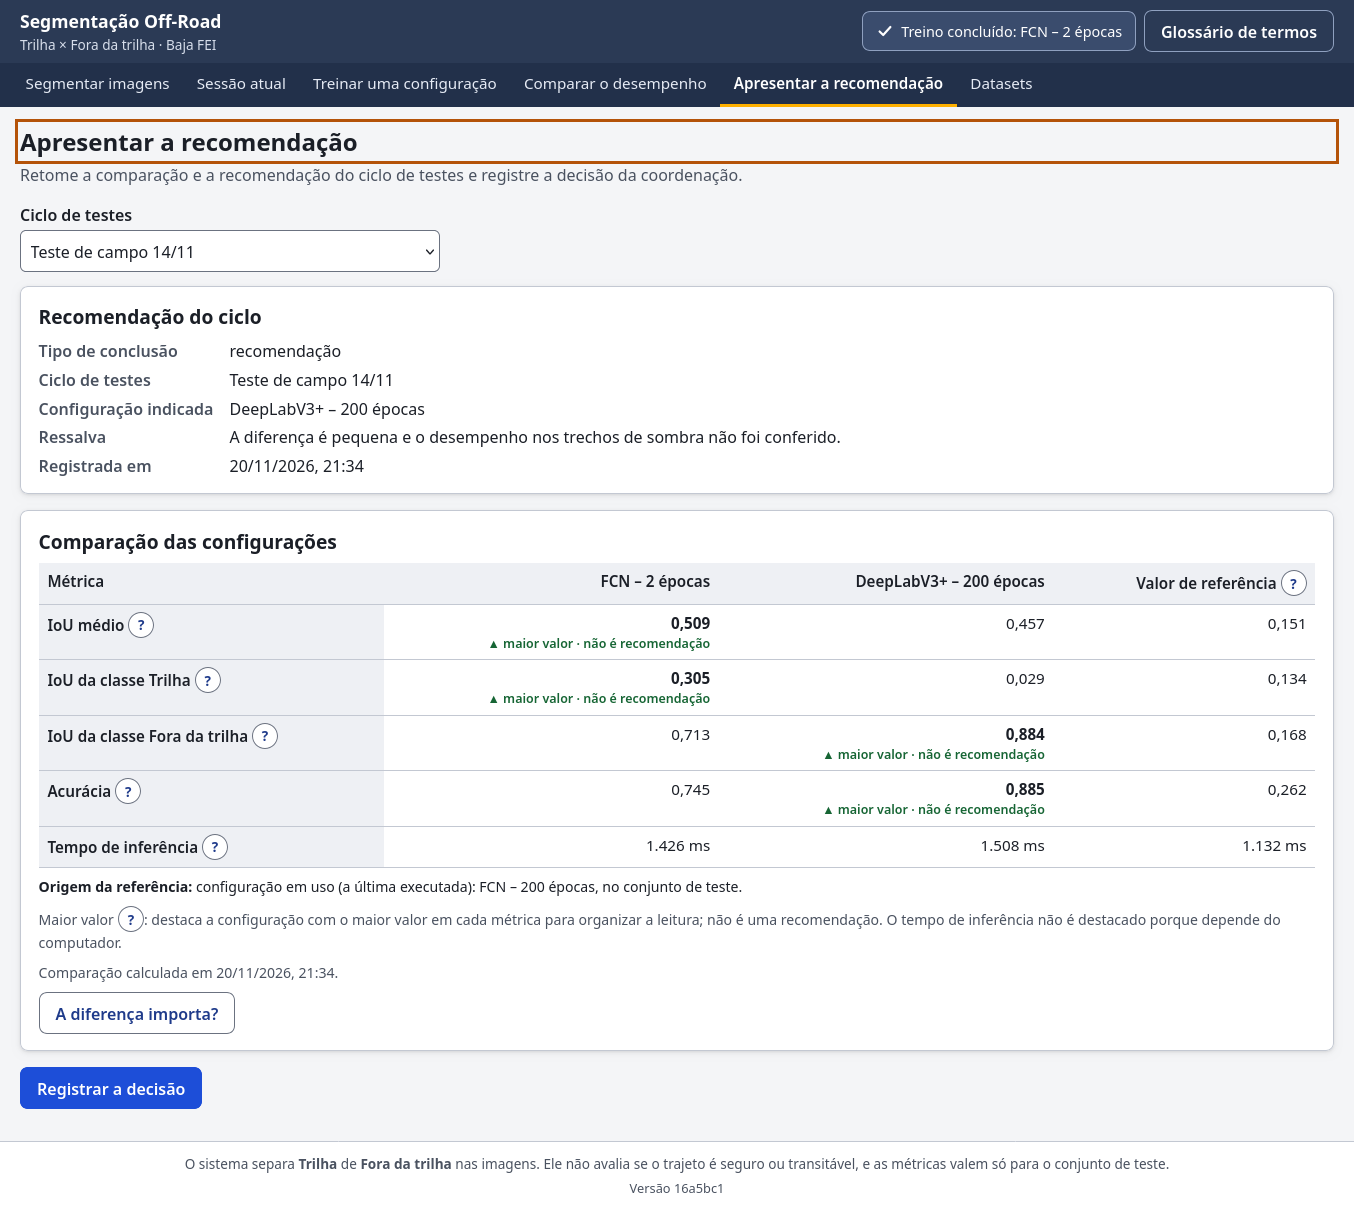 Segmentação Off-Road
Trilha × Fora da trilha · Baja FEI
✓ Treino concluído: FCN – 2 épocas
Glossário de termos
Segmentar imagens Sessão atual Treinar uma configuração Comparar o desempenho Apresentar a recomendação Datasets
Apresentar a recomendação
Retome a comparação e a recomendação do ciclo de testes e registre a decisão da coordenação.
Ciclo de testes
Teste de campo 14/11
Recomendação do ciclo
Tipo de conclusão recomendação
Ciclo de testes Teste de campo 14/11
Configuração indicada DeepLabV3+ – 200 épocas
Ressalva A diferença é pequena e o desempenho nos trechos de sombra não foi conferido.
Registrada em 20/11/2026, 21:34
Comparação das configurações
Métrica FCN – 2 épocas DeepLabV3+ – 200 épocas Valor de referência ?
IoU médio ? 0,509 0,457 0,151
▲ maior valor · não é recomendação
IoU da classe Trilha ? 0,305 0,029 0,134
▲ maior valor · não é recomendação
IoU da classe Fora da trilha ? 0,713 0,884 0,168
▲ maior valor · não é recomendação
Acurácia ? 0,745 0,885 0,262
▲ maior valor · não é recomendação
Tempo de inferência ? 1.426 ms 1.508 ms 1.132 ms
Origem da referência: configuração em uso (a última executada): FCN – 200 épocas, no conjunto de teste.
Maior valor ?: destaca a configuração com o maior valor em cada métrica para organizar a leitura; não é uma recomendação. O tempo de inferência não é destacado porque depende do
computador.
Comparação calculada em 20/11/2026, 21:34.
A diferença importa?
Registrar a decisão
O sistema separa Trilha de Fora da trilha nas imagens. Ele não avalia se o trajeto é seguro ou transitável, e as métricas valem só para o conjunto de teste.
Versão 16a5bc1